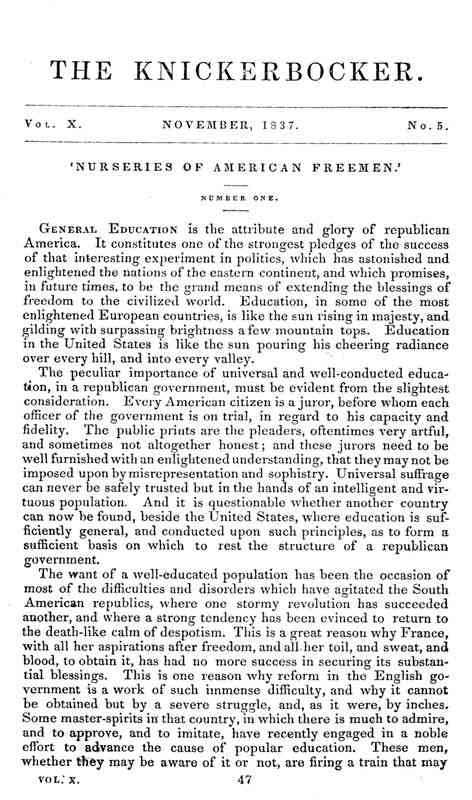 THE KNICKERBOCKER.
VOL. X. NOVEMBER, 1837. No. 5.
'NURSERIES OF AMERICAN FREEMEN.'
NUMBER ONE.
GENERAL EDUCATION is the attribute and glory of republican
America. It constitutes one of the strongest pledges of the success
of that interesting experiment in politics, which has astonished and
enlightened the nations of the eastern continent, and which promises,
in future times, to be the grand means of extending the blessings of
freedom to the civilized world. Education, in some of the most
enlightened European countries, is like the sun rising in majesty, and
gilding with surpassing brightness a few mountain tops. Education
in the United States is like the sun pouring his cheering radiance
over every hill, and into every valley.
The peculiar importance of universal and well-conducted educa-
tion, in a republican government, must be evident from the slightest
consideration. Every American citizen is a juror, before whom each
officer of the government is on trial, in regard to his capacity and
fidelity. The public prints are the pleaders, oftentimes very artful,
and sometimes not altogether honest; and these jurors need to be
well furnished with an enlightened understanding, that they may not be
imposed upon by misrepresentation and sophistry. Universal suffrage
can never be safely trusted but in the hands of an intelligent and vir-
tuous population. And it is questionable whether another country
can now be found, beside the United States, where education is suf-
ficiently general, and conducted upon such principles, as to form a
sufficient basis on which to rest the structure of a republican
government.
The want of a well-educated population has been the occasion of
most of the difficulties and disorders which have agitated the South
American republics, where one stormy revolution has succeeded
another, and where a strong tendency has been evinced to return to
the death-like calm of despotism. This is a great reason why France,
with all her aspirations after freedom, and all her toil, and sweat, and
blood, to obtain it, has had no more success in securing its substan-
tial blessings. This is one reason why reform in the English go-
vernment is a work of such immense difficulty, and why it cannot
be obtained but by a severe struggle, and, as it were, by inches.
Some master-spirits in that country, in which there is much to admire,
and to approve, and to imitate, have recently engaged in a noble
effort to advance the cause of popular education. These men,
whether they may be aware of it or not, are firing a train that may
VOL. X. 47